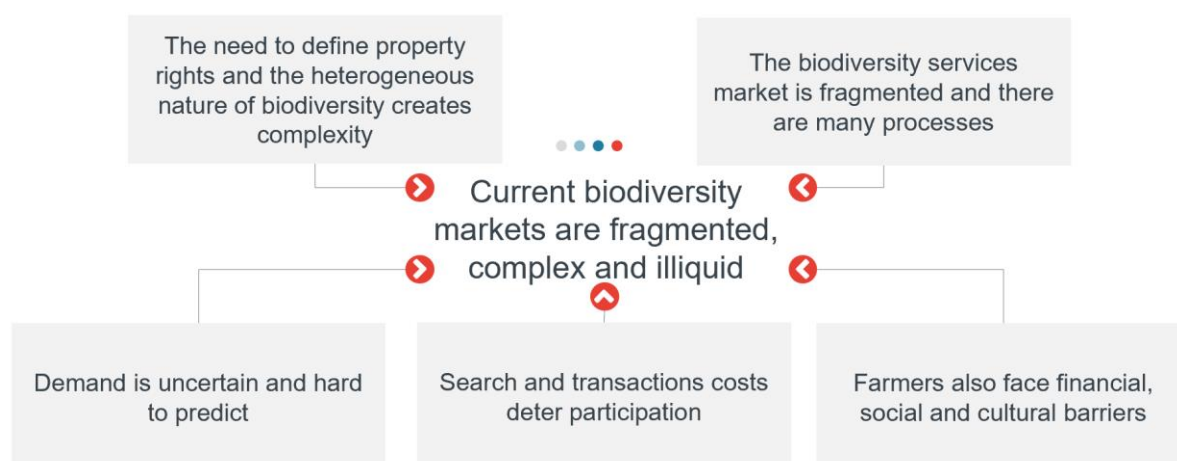 The need to define property
rights and the heterogeneous
nature of biodiversity creates
complexity
The biodiversity services
market is fragmented and there
are many processes
Current biodiversity
markets are fragmented,
complex and illiquid
Demand is uncertain and hard
to predict
Search and transactions costs
deter participation
Farmers also face financial,
social and cultural barriers